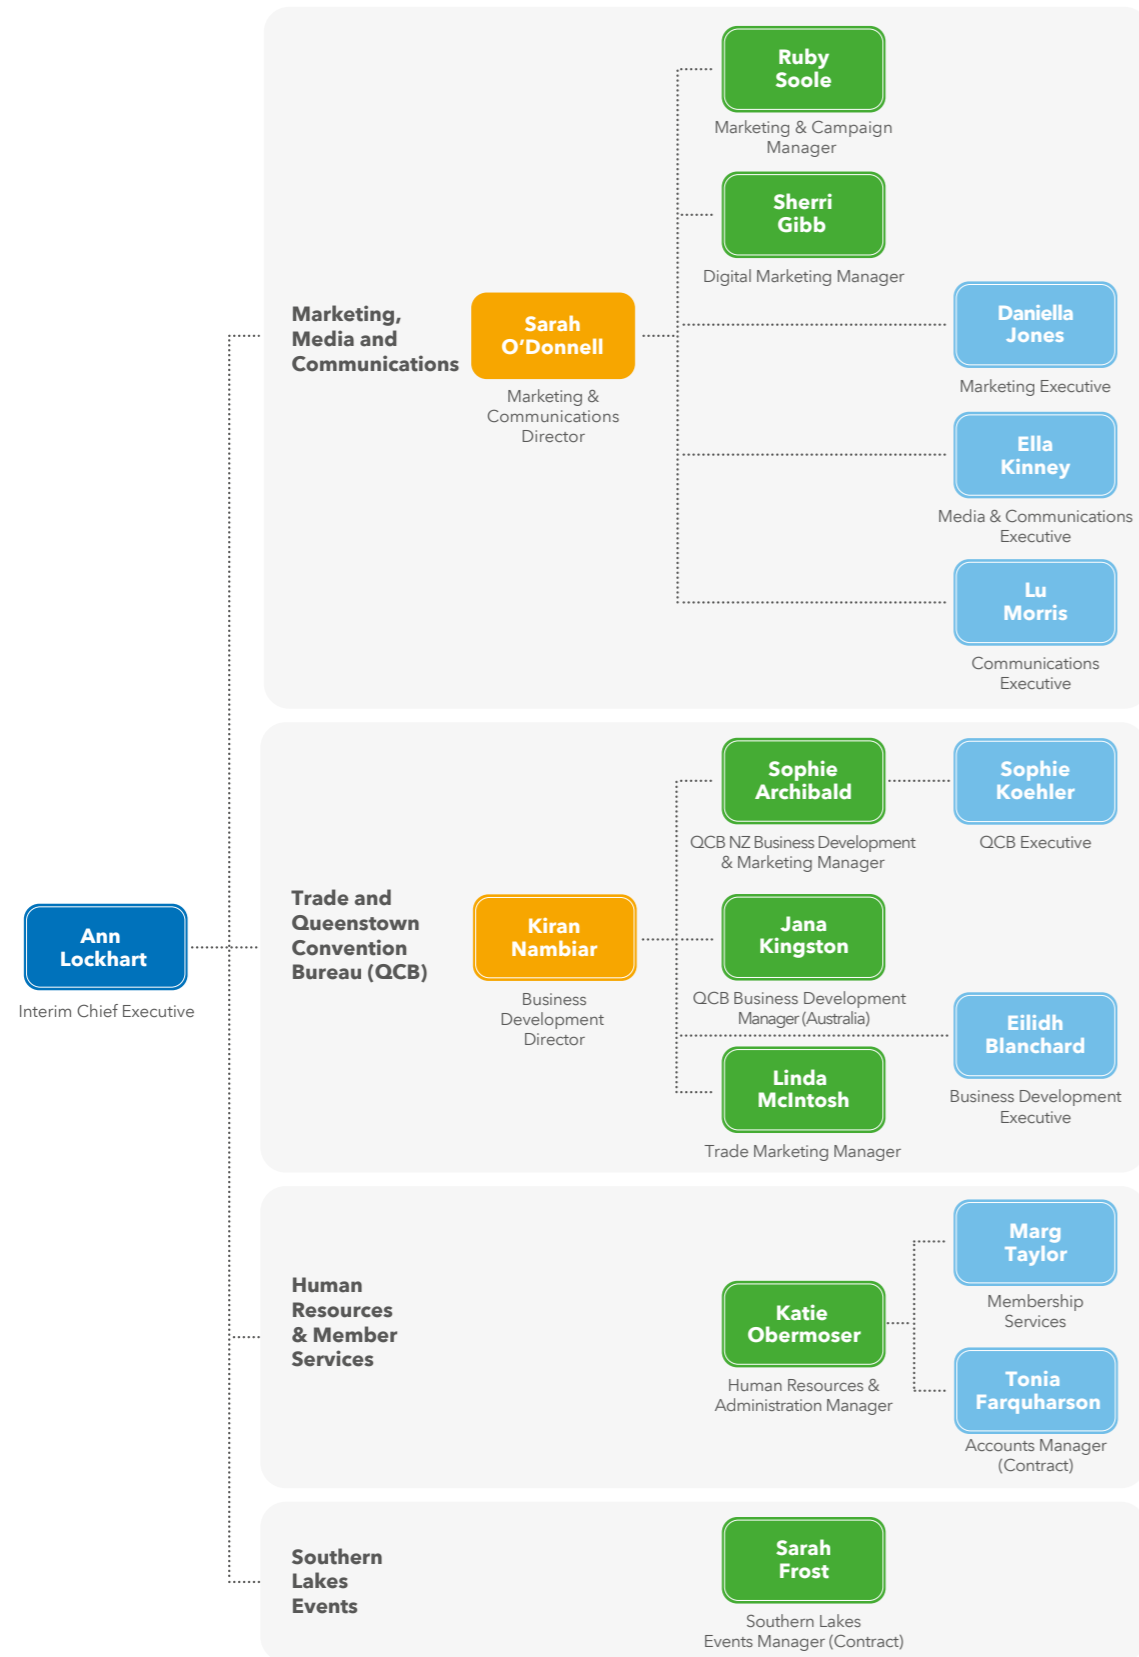 Ruby
Soole
Marketing & Campaign
Manager
Sherri
Gibb
Digital Marketing Manager
Marketing,
Media and
Communications
Sarah
O’Donnell
Marketing &
Communications
Director
Daniella
Jones
Marketing Executive
Ella
Kinney
Media & Communications
Executive
Lu
Morris
Communications
Executive
Ann
Lockhart
Interim Chief Executive
Trade and
Queenstown
Convention
Bureau (QCB)
Kiran
Nambiar
Business
Development
Director
Sophie
Archibald
QCB NZ Business Development
& Marketing Manager
Sophie
Koehler
QCB Executive
Jana
Kingston
QCB Business Development
Manager (Australia)
Eilidh
Blanchard
Business Development
Executive
Linda
McIntosh
Trade Marketing Manager
Human
Resources
& Member
Services
Katie
Obermoser
Human Resources &
Administration Manager
Marg
Taylor
Membership
Services
Tonia
Farquharson
Accounts Manager
(Contract)
Southern
Lakes
Events
Sarah
Frost
Southern Lakes
Events Manager (Contract)